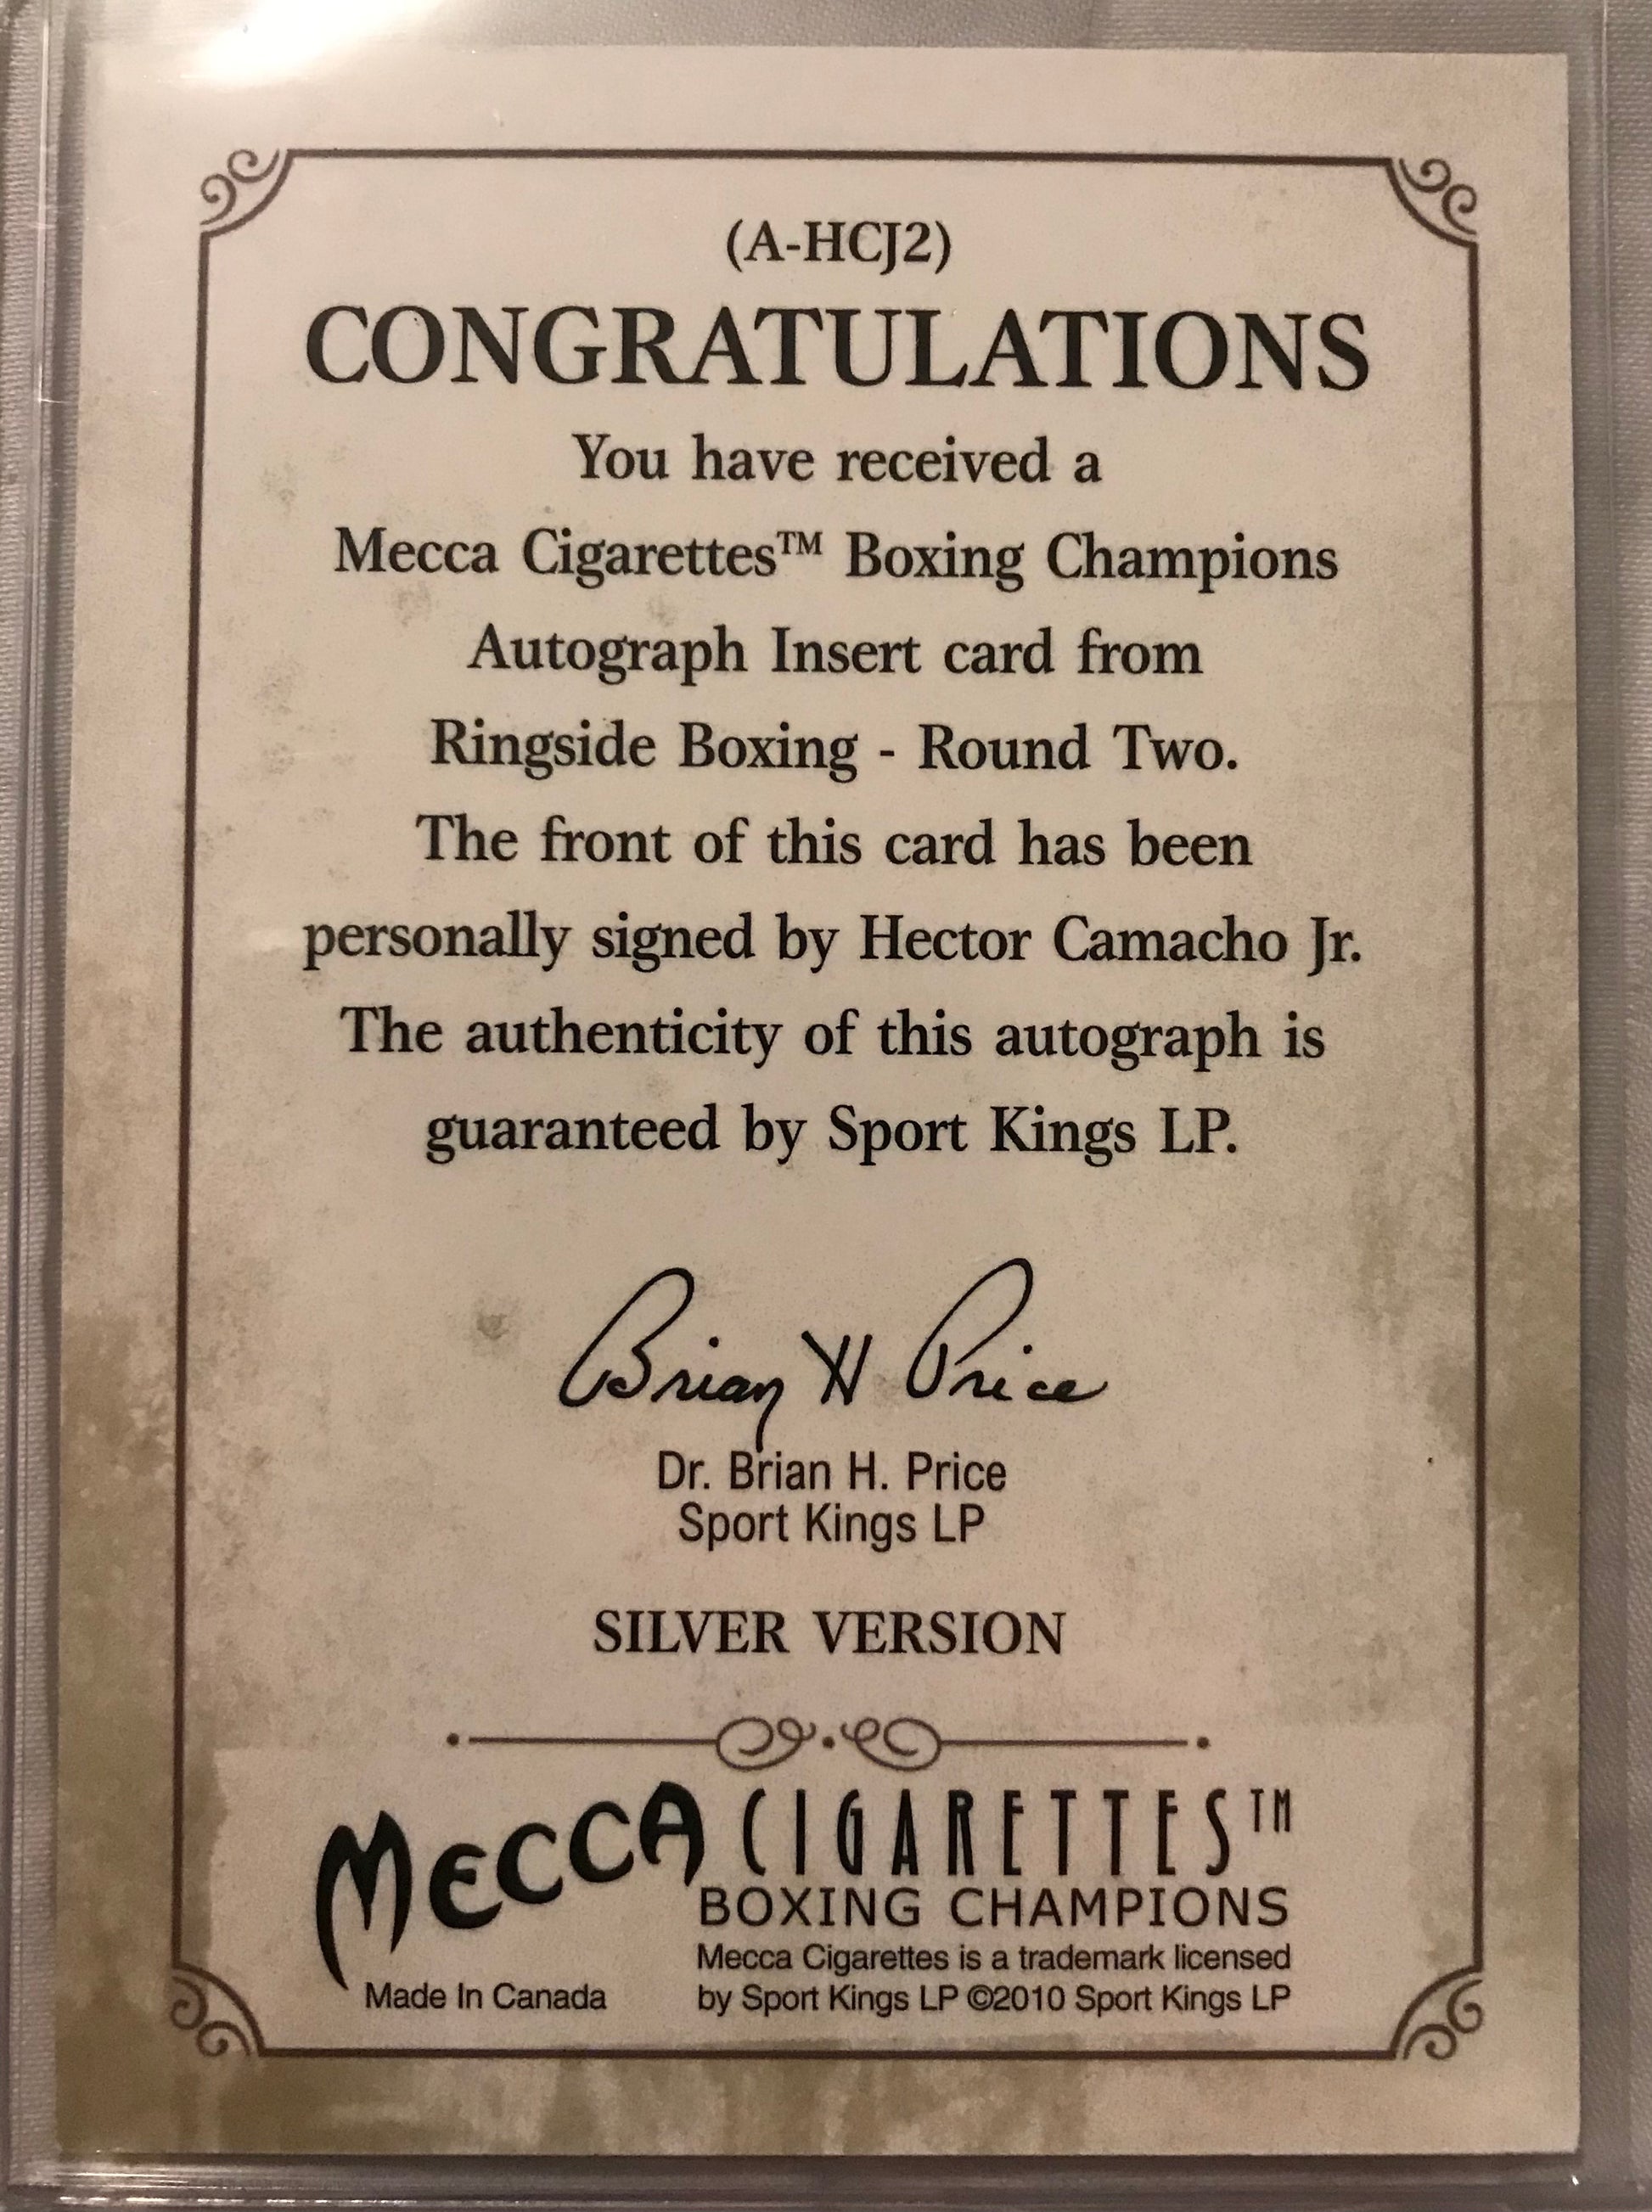 (A-HCJ2)
CONGRATULATIONS
You have received a
Mecca Cigarettes™ Boxing Champions
Autograph Insert card from
Ringside Boxing - Round Two.
The front of this card has been
personally signed by Hector Camacho Jr.
The authenticity of this autograph is
guaranteed by Sport Kings LP.
Brian H Price
Dr. Brian H. Price
Sport Kings LP
SILVER VERSION
MECCA CIGARETTES™
BOXING CHAMPIONS
Mecca Cigarettes is a trademark licensed
by Sport Kings LP ©2010 Sport Kings LP
Made In Canada